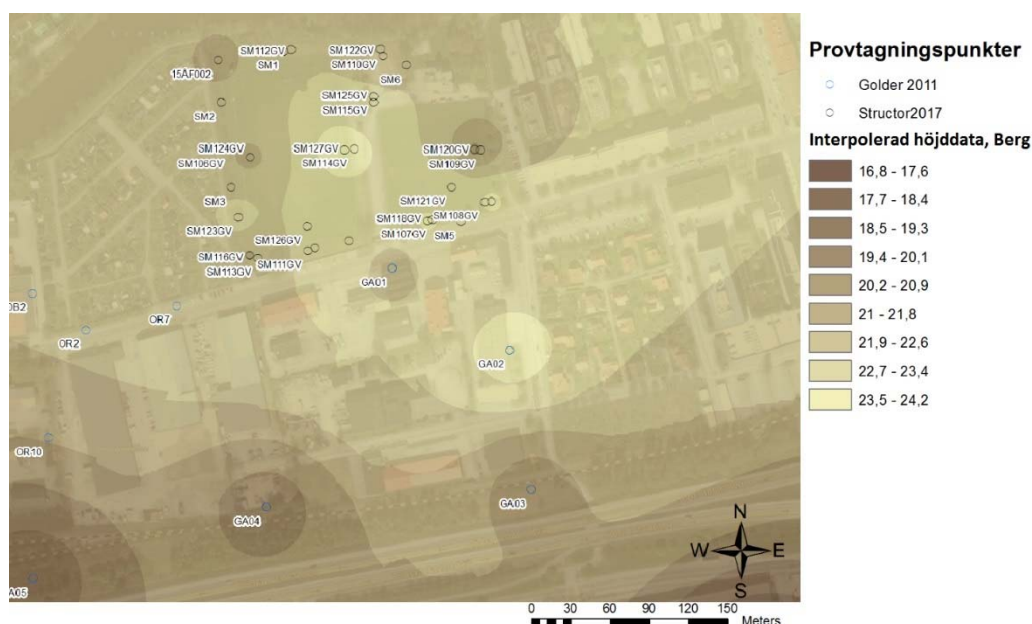 SM112GV
SM1
SM122GV
SM110GV
SM6
15ÅF002
SM125GV
SM115GV
SM2
SM124GV
SM106GV
SM127GV
SM114GV
SM120GV
SM109GV
SM3
SM121GV
SM123GV
SM118GV
SM108GV
SM107GV
SM5
SM126GV
SM116GV
SM111GV
SM113GV
GA01
OB2
OR7
OR2
GA02
OR10
GA04
GA03
A05
N
W
E
S
0 30 60 90 120 150
Meters
Provtagningspunkter
Golder 2011
Structor2017
Interpolerad höjddata, Berg
16,8 - 17,6
17,7 - 18,4
18,5 - 19,3
19,4 - 20,1
20,2 - 20,9
21 - 21,8
21,9 - 22,6
22,7 - 23,4
23,5 - 24,2